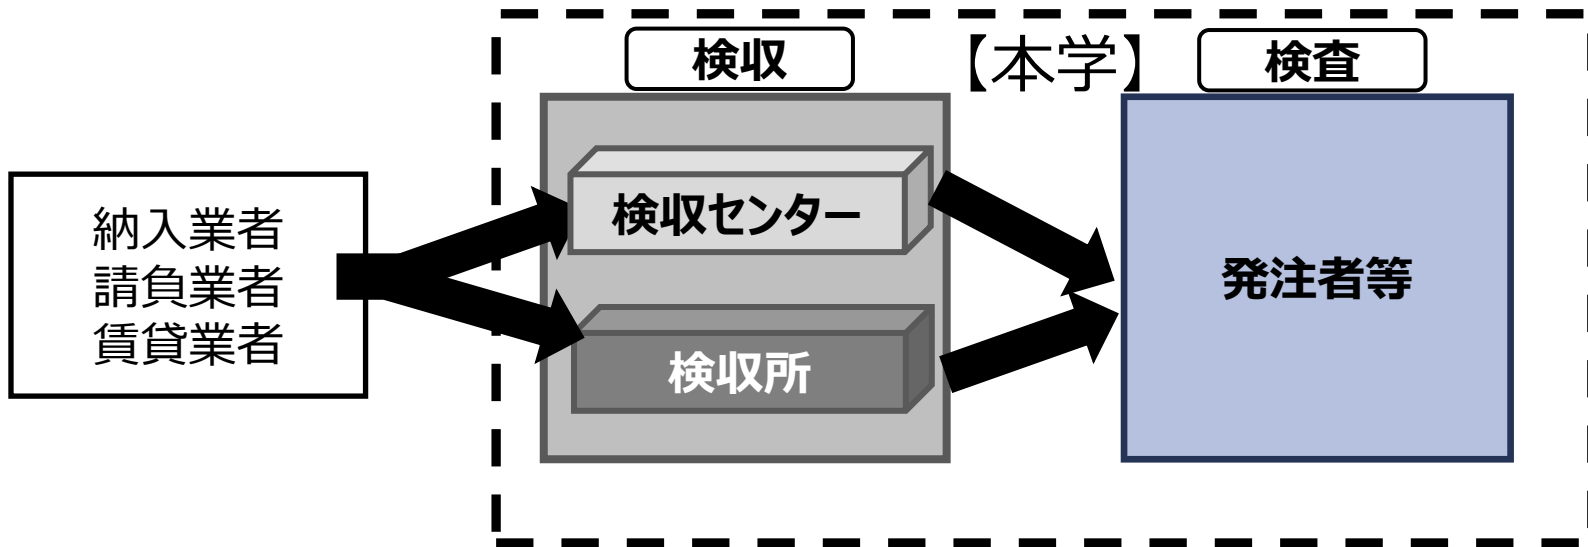 検収
【本学】
検査
納入業者
請負業者
賃貸業者
検収センター
検収所
発注者等